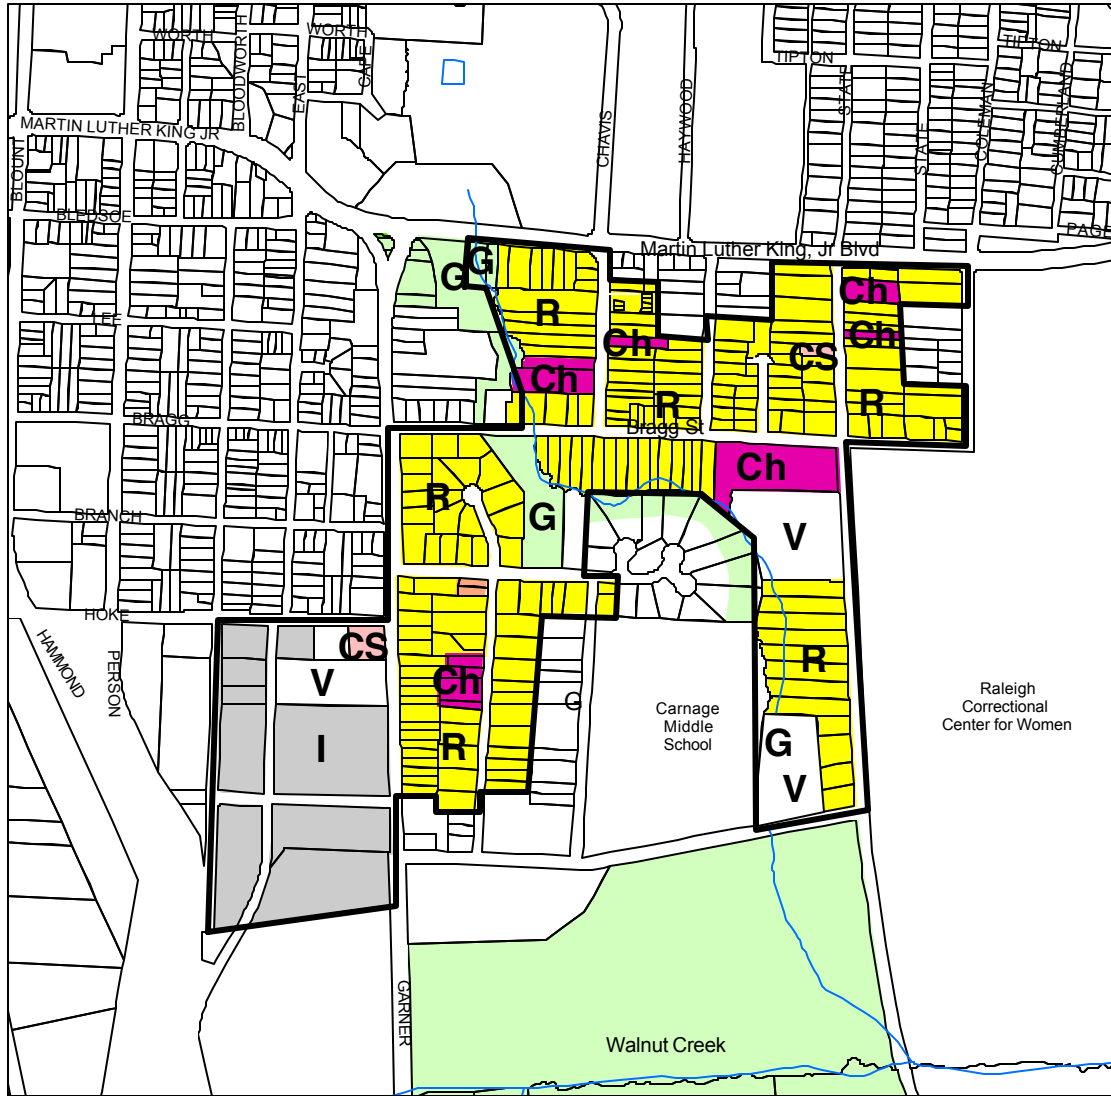 WORTH
BLOODWORTH
EAST
WORTH
CAPE
CHAVIS
HAYWOOD
TIPTON
STATE
STATE
COLEMAN
TIPTON
CUMBERLAND
MARTIN LUTHER KING JR
BLOUNT
BLEDSOE
PAGE
Martin Luther King, Jr Blvd
G
G
R
Ch
Ch
Ch
CS
LEE
Ch
R
R
BRAGG
Bragg St
Ch
R
G
V
BRANCH
HOKE
HAMMOND
PERSON
CS
V
Ch
G
R
I
R
Carnage
Middle
School
G
V
Raleigh
Correctional
Center for Women
GARNER
Walnut Creek